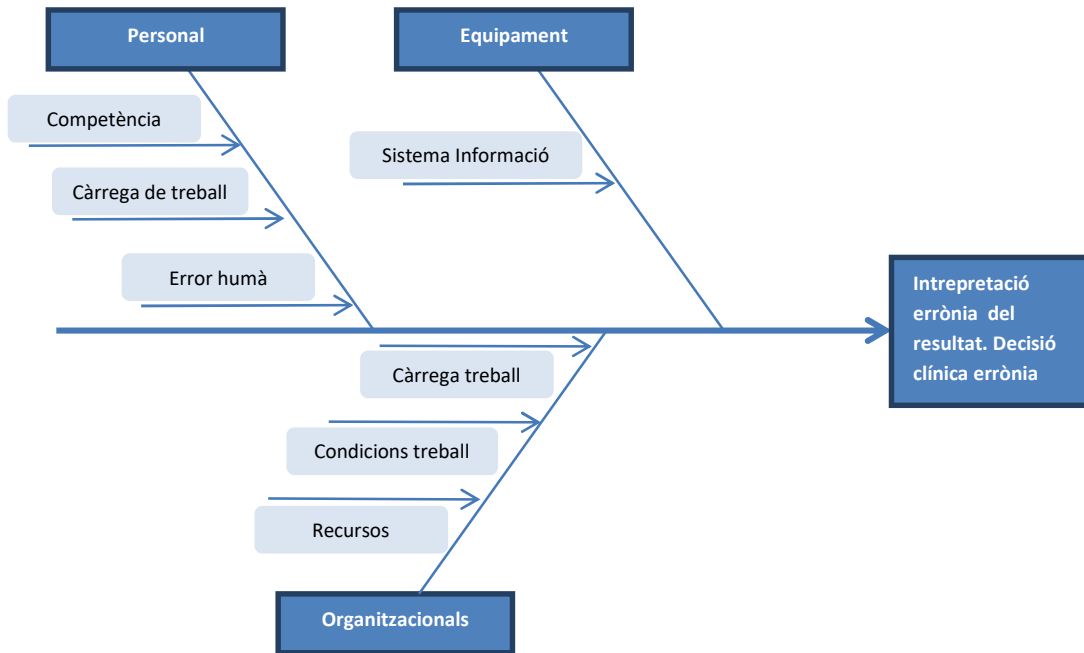 Personal
Equipament
Competència
Sistema Informació
Càrrega de treball
Error humà
Intrepretació
errònia del
resultat. Decisió
clínica errònia
Càrrega treball
Condicions treball
Recursos
Organitzacionals